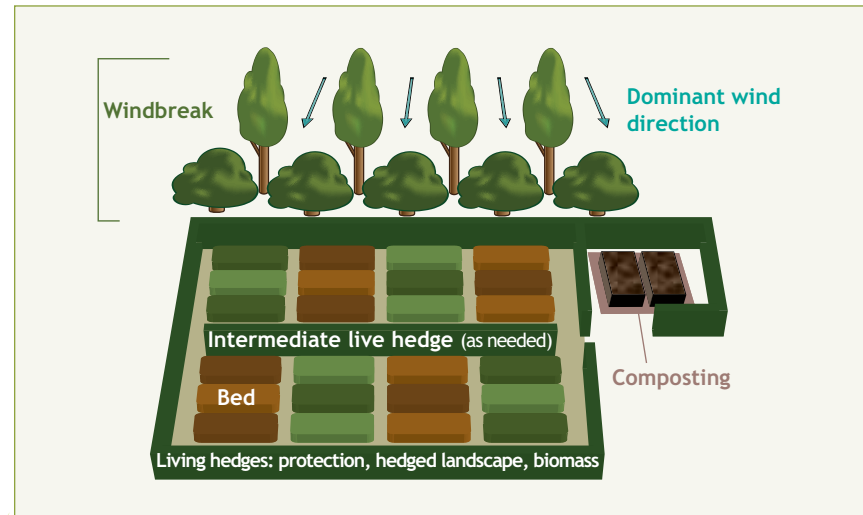 Windbreak
Dominant wind
direction
Intermediate live hedge (as needed)
Composting
Bed
Living hedges: protection, hedged landscape, biomass